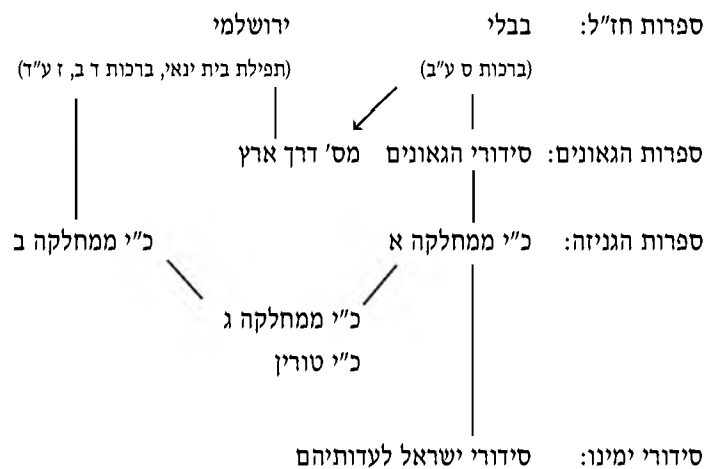 ספרות חז"ל: בבלי ירושלמי
(ברכות ס ע"ב) (תפילת בית ינאי, ברכות ד ב, ז ע"ד)
ספרות הגאונים: סידורי הגאונים מס' דרך ארץ
ספרות הגניזה: כ"י ממחלקה א כ"י ממחלקה ב
כ"י ממחלקה ג
כ"י טורין
סידורי ימינו: סידורי ישראל לעדותיהם